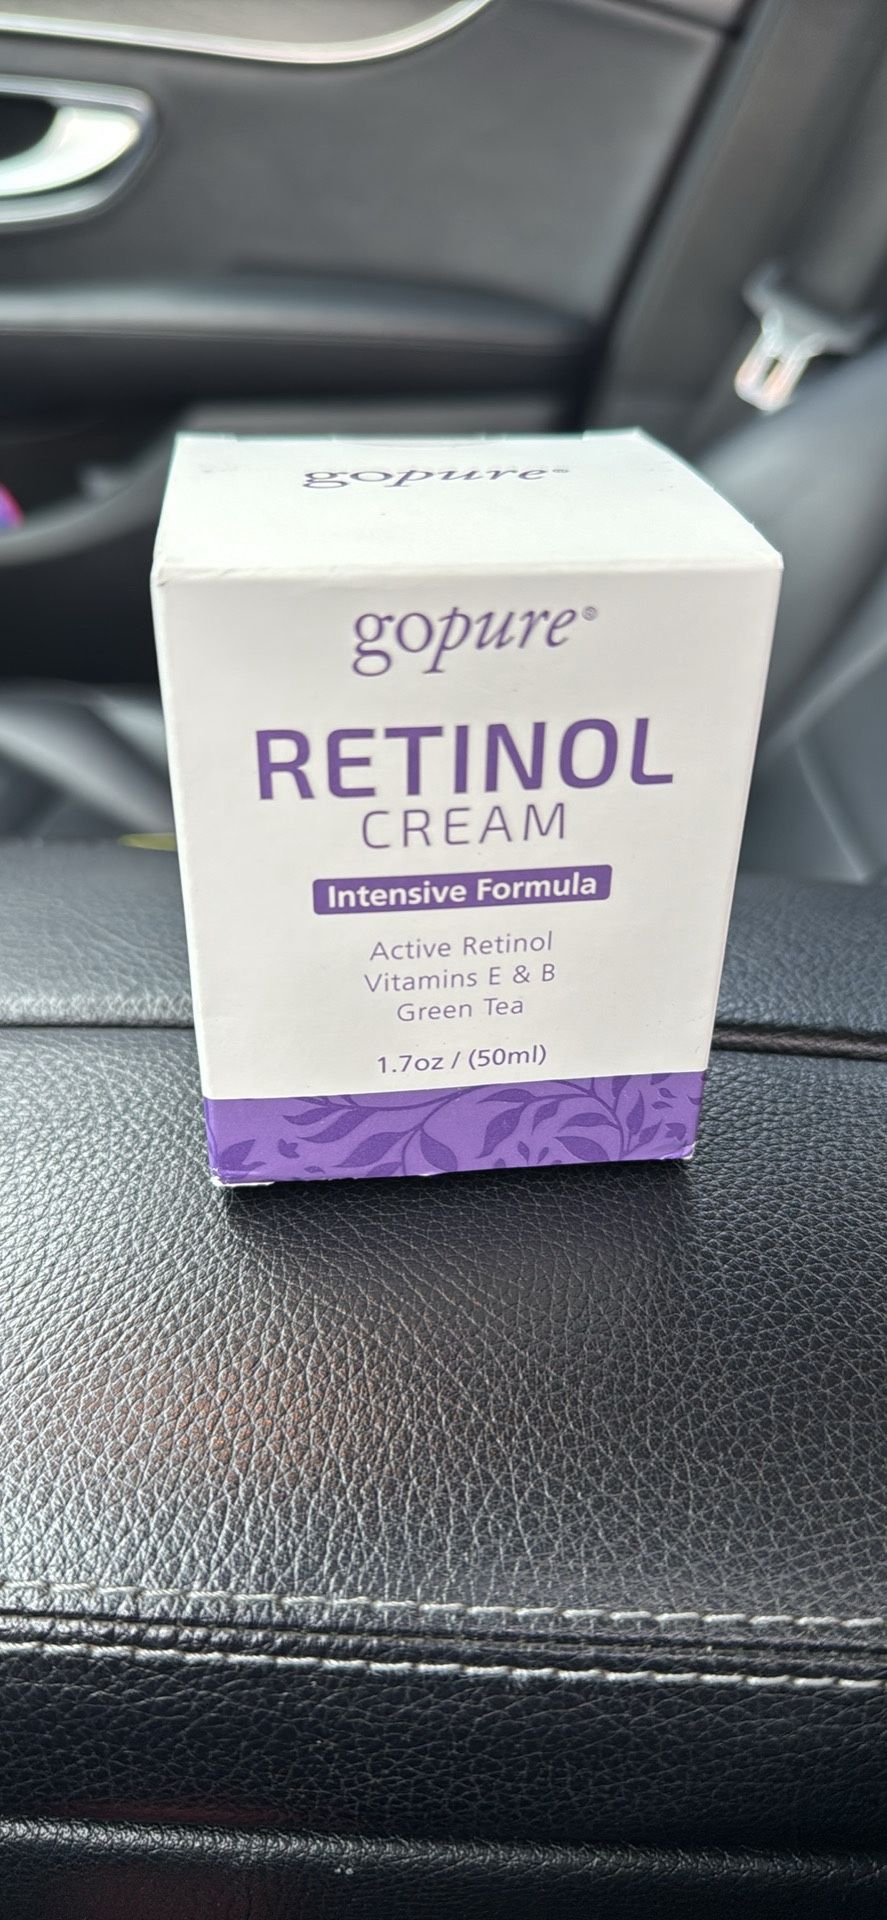 gopure®
gopure®
RETINOL
CREAM
Intensive Formula
Active Retinol
Vitamins E & B
Green Tea
1.7oz / (50ml)